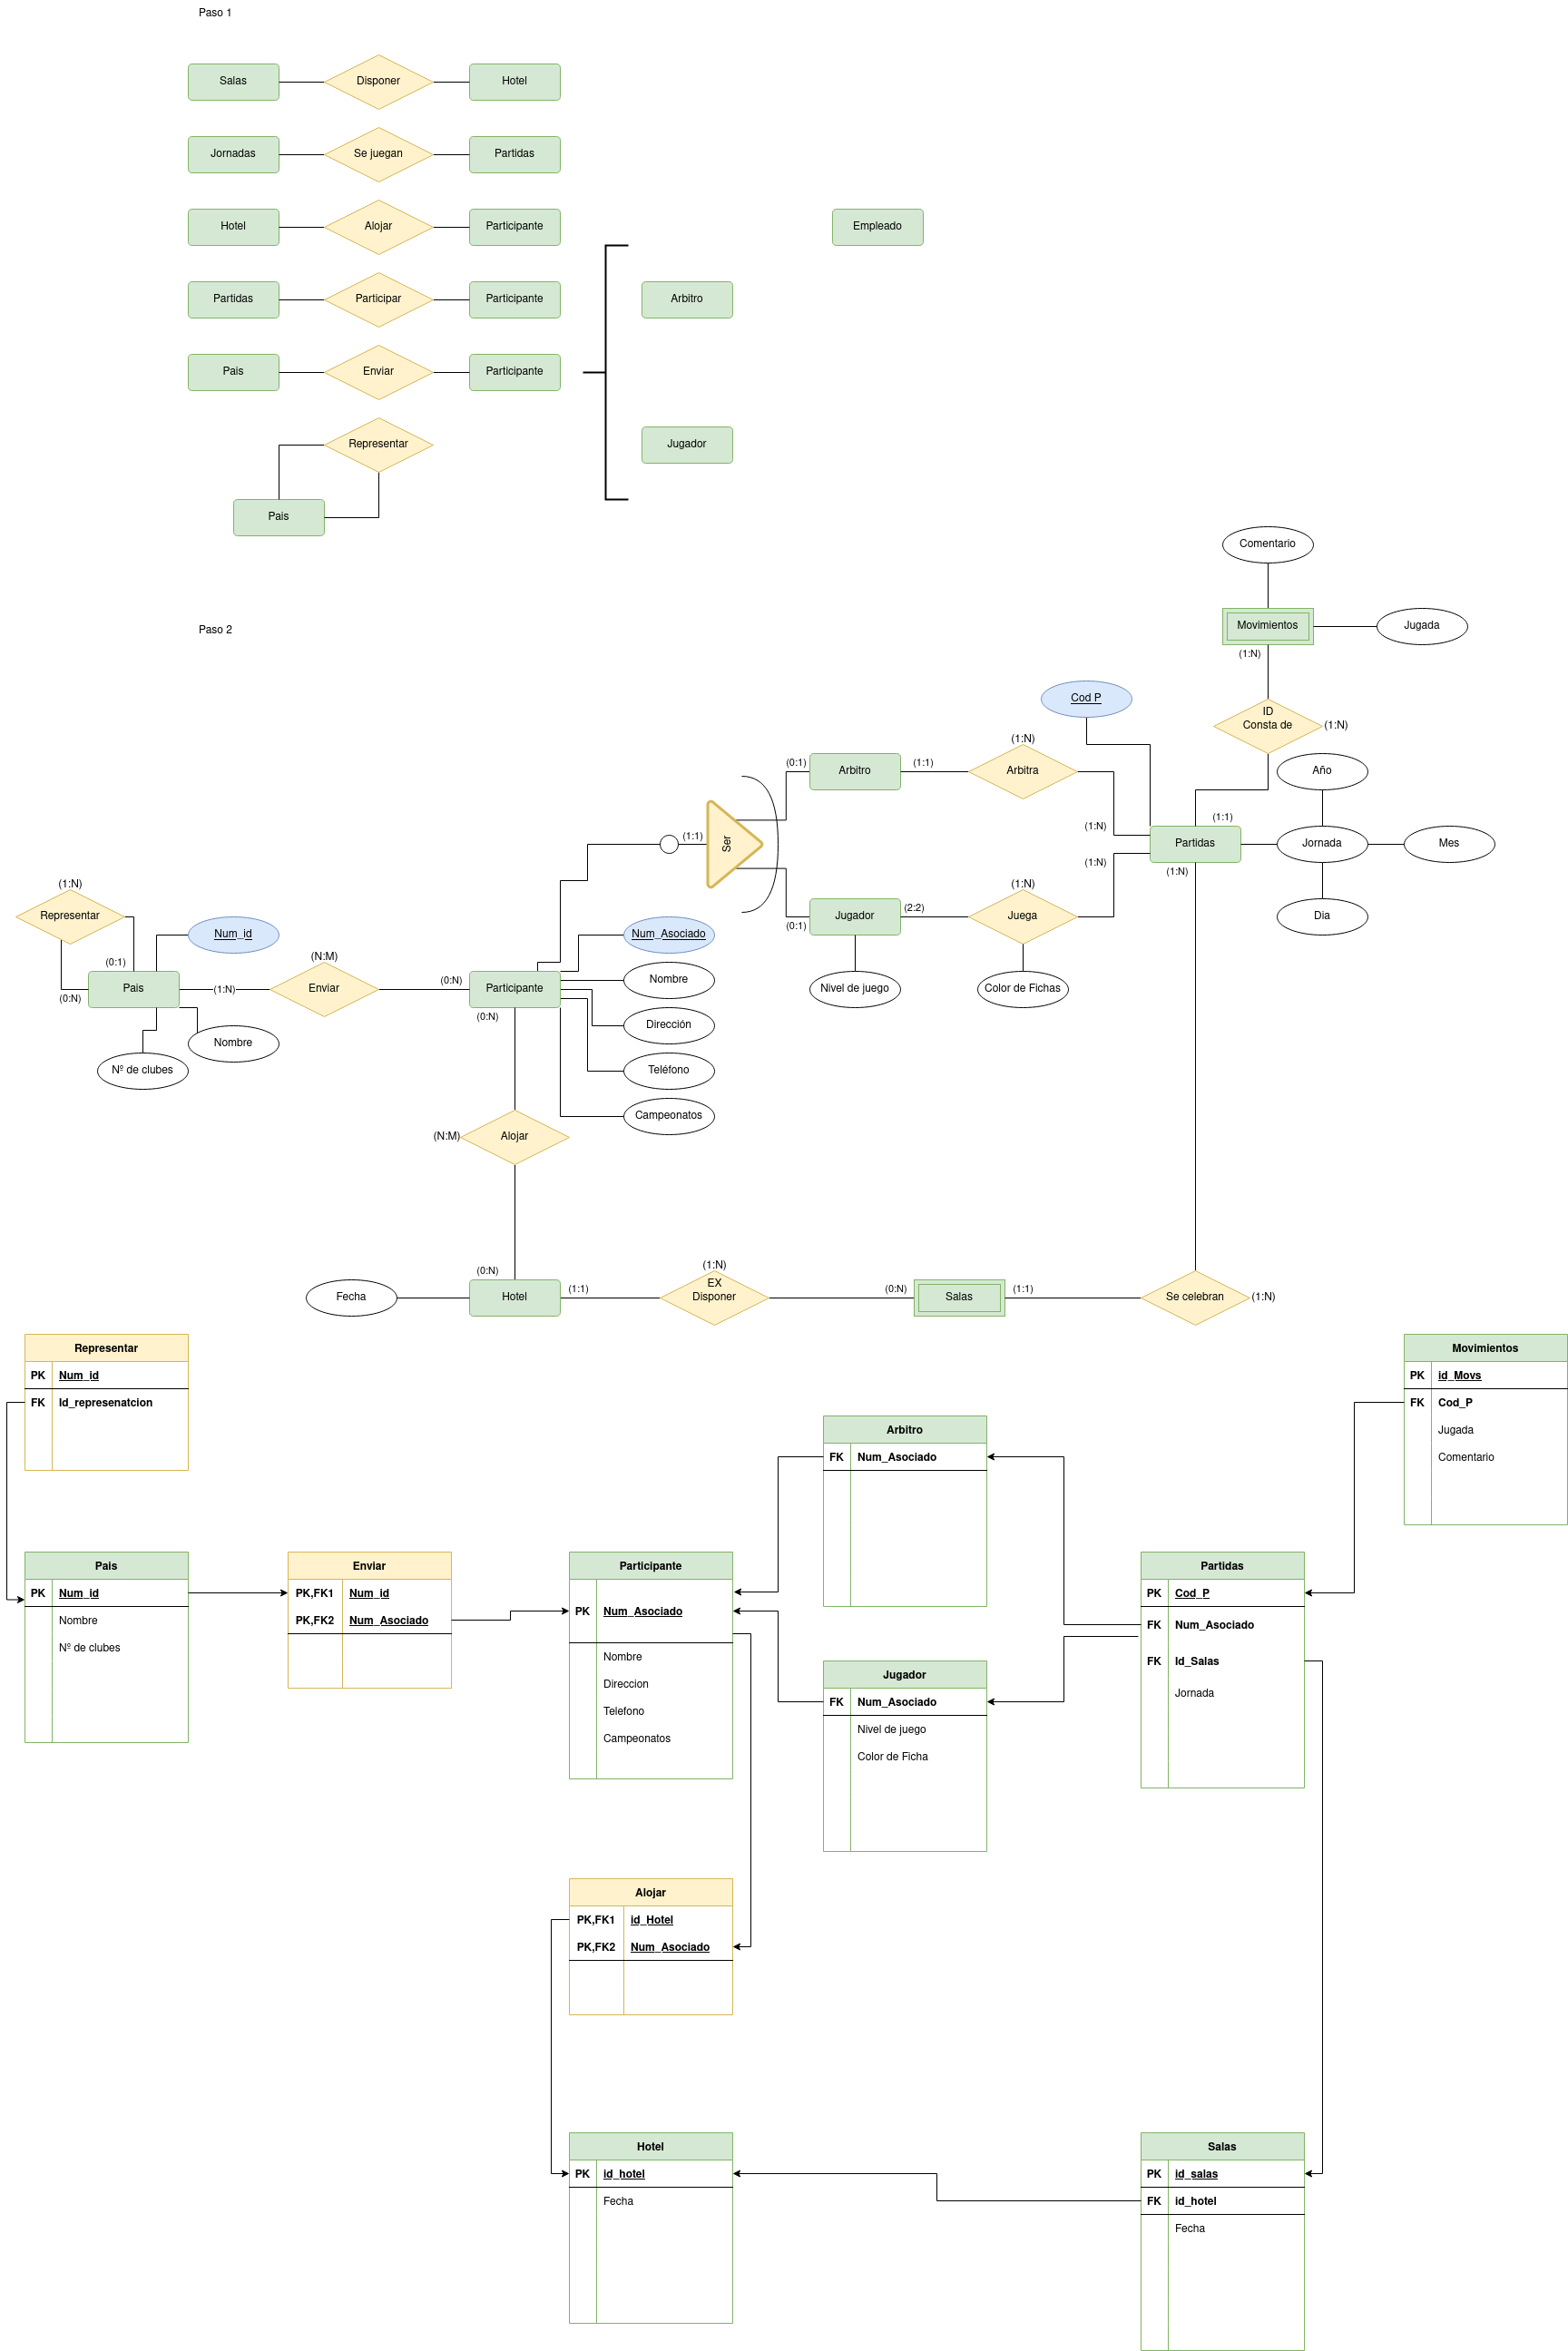 Paso 1
Salas
Disponer
Hotel
Jornadas
Se juegan
Partidas
Hotel
Alojar
Participante
Empleado
Partidas
Participar
Participante
Arbitro
Pais
Enviar
Participante
Representar
Jugador
Pais
Comentario
Paso 2
Movimientos
Jugada
(1:N)
Cod P
ID
Consta de
(1:N)
(1:N)
(0:1)
Arbitro
(1:1)
Arbitra
Año
(1:1)
(1:N)
(1:1)
Ser
Partidas
Jornada
Mes
(1:N)
(1:N)
(1:N)
(1:N)
Representar
Num_id
Num_Asociado
(0:1)
Jugador
(2:2)
Juega
Dia
(N:M)
(0:1)
(0:N)
Pais
(1:N)
Enviar
(0:N)
Participante
Nombre
Nivel de juego
Color de Fichas
(0:N)
Dirección
Nombre
Nº de clubes
Teléfono
Campeonatos
(N:M)
Alojar
(1:N)
(0:N)
EX
Disponer
Fecha
Hotel
(1:1)
(0:N)
Salas
(1:1)
Se celebran
(1:N)
Representar
PK Num_id
FK Id_represenatcion
Movimientos
PK id_Movs
FK Cod_P
Jugada
Comentario
Arbitro
FK Num_Asociado
Pais
PK Num_id
Nombre
Nº de clubes
Enviar
PK,FK1 Num_id
PK,FK2 Num_Asociado
Participante
PK Num_Asociado
Nombre
Direccion
Telefono
Campeonatos
Jugador
FK Num_Asociado
Nivel de juego
Color de Ficha
Partidas
PK Cod_P
FK Num_Asociado
FK Id_Salas
Jornada
Alojar
PK,FK1 id_Hotel
PK,FK2 Num_Asociado
Hotel
PK id_hotel
Fecha
Salas
PK id_salas
FK id_hotel
Fecha